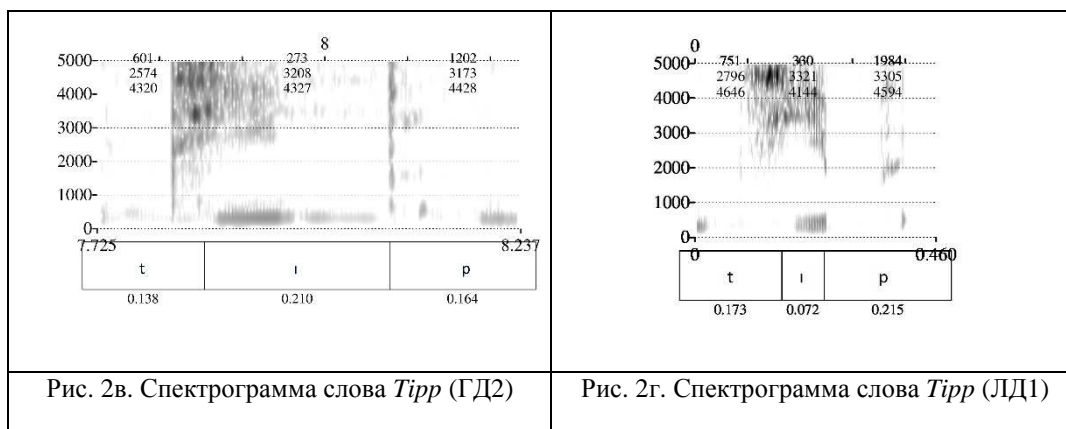 8
5000
601 273 1202
2574 3208 3173
4320 4327 4428
4000
3000
2000
1000
0
7.725 8.237
t ı p
0.138 0.210 0.164
Рис. 2в. Спектрограмма слова Tipp (ГД2)
0
5000
751 330 1984
2796 3321 3305
4646 4144 4594
4000
3000
2000
1000
0
0 0.460
t ı p
0.173 0.072 0.215
Рис. 2г. Спектрограмма слова Tipp (ЛД1)